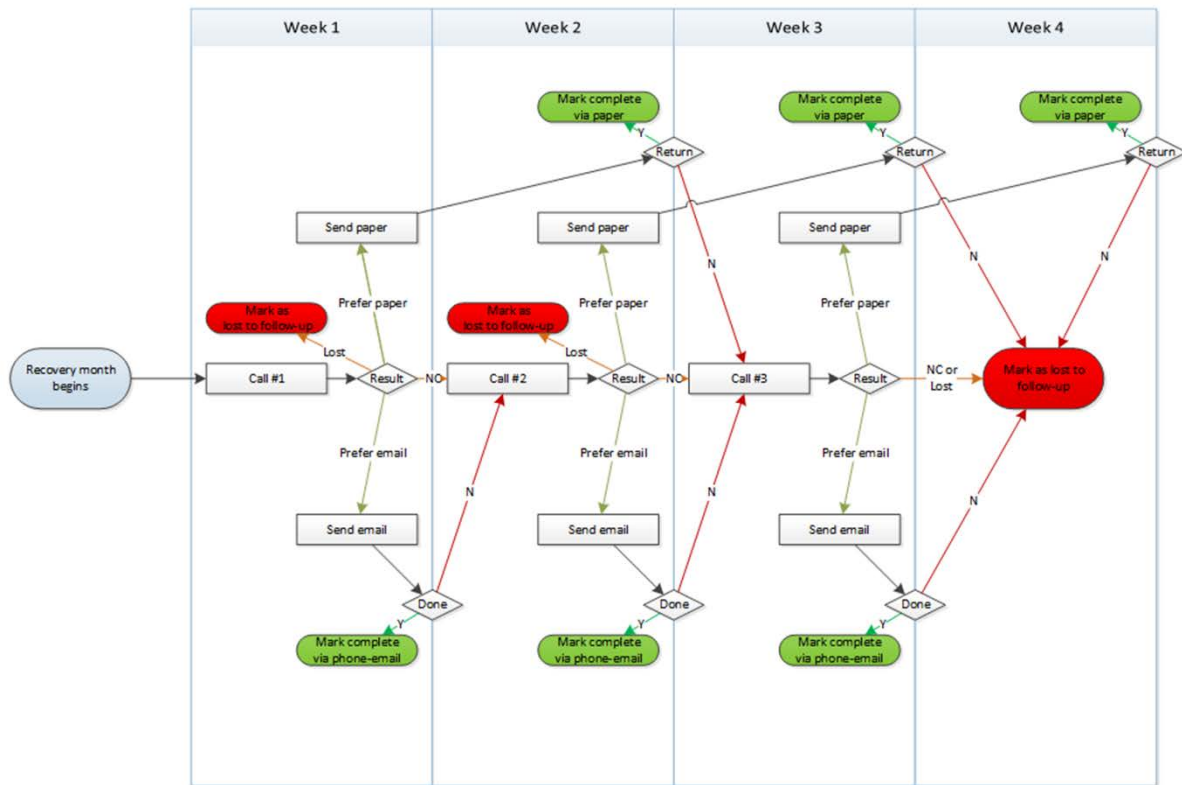 Week 1
Week 2
Week 3
Week 4
Mark complete
via paper
Mark complete
via paper
Mark complete
via paper
Y
Y
Y
Return
Return
Return
Send paper
Send paper
Send paper
N
N
N
Prefer paper
Prefer paper
Prefer paper
Mark as
lost to follow-up
Mark as
lost to follow-up
Lost
Lost
Recovery month
begins
Call #1
Result
NC
Call #2
Result
NC
Call #3
Result
NC or
Lost
Mark as lost to
follow-up
Prefer email
Prefer email
Prefer email
N
N
N
Send email
Send email
Send email
Done
Done
Done
Y
Y
Y
Mark complete
via phone-email
Mark complete
via phone-email
Mark complete
via phone-email